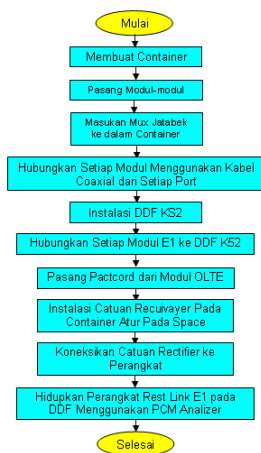 Mulai
Membuat Container
Pasang Modul-modul
Masukan Mux Jatabek
ke dalam Container
Hubungkan Setiap Modul Menggunakan Kabel
Coaxial dari Setiap Port
Instalasi DDF KS2
Hubungkan Setiap Modul E1 ke DDF K52
Pasang Pactcord dari Modul OLTE
Instalasi Catuan Recuivayer Pada
Container Atur Pada Space
Koneksikan Catuan Rectifier ke
Perangkat
Hidupkan Perangkat Rest Link E1 pada
DDF Menggunakan PCM Analizer
Selesai